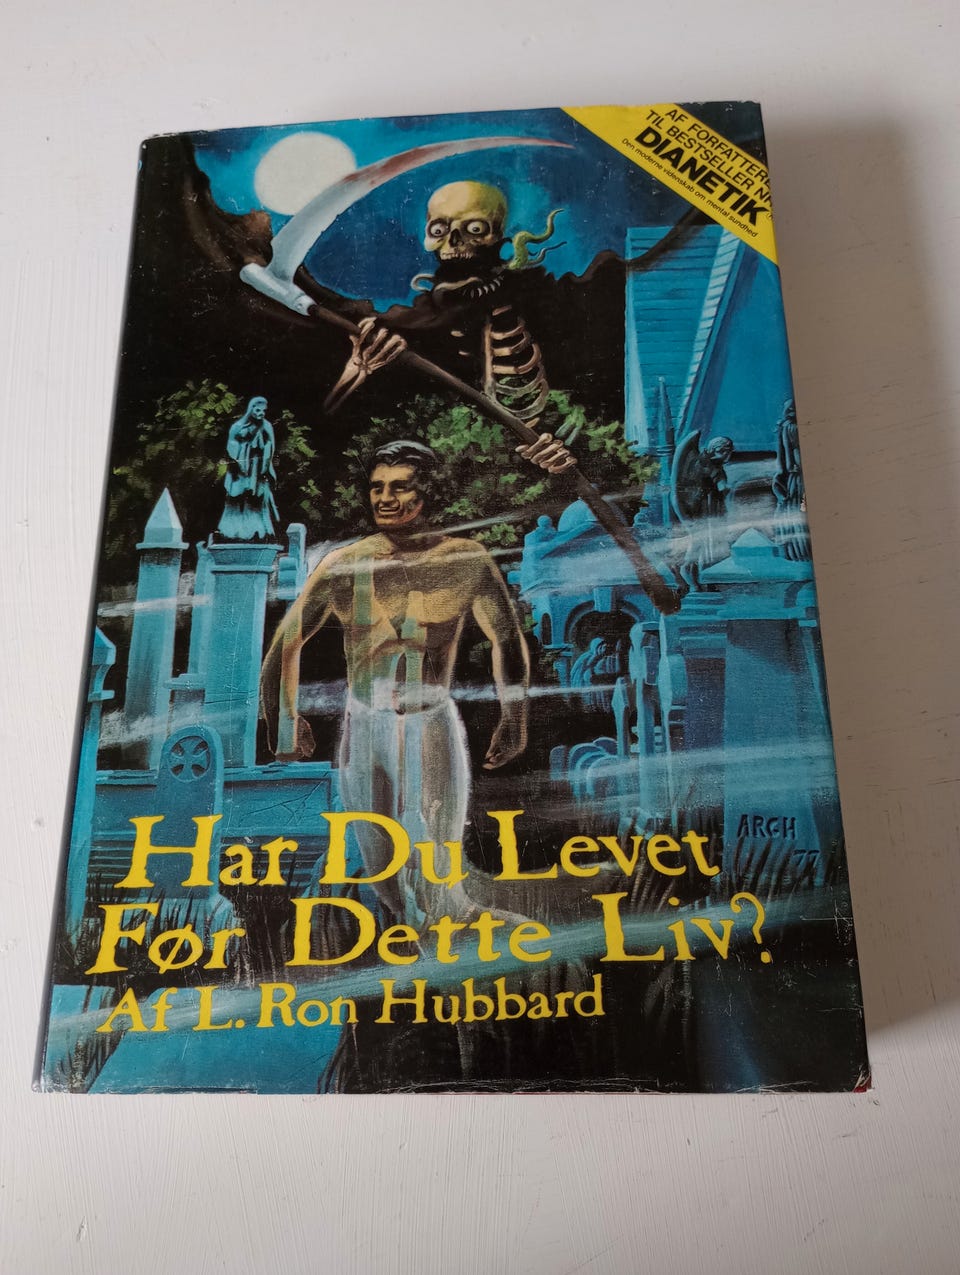 AF FORFATTEREN
TIL BESTSELLER NR.
DIANETIK
Den moderne videnskab om mental sundhed
ARCH
77
Har Du Levet
Før Dette Liv?
Af L. Ron Hubbard